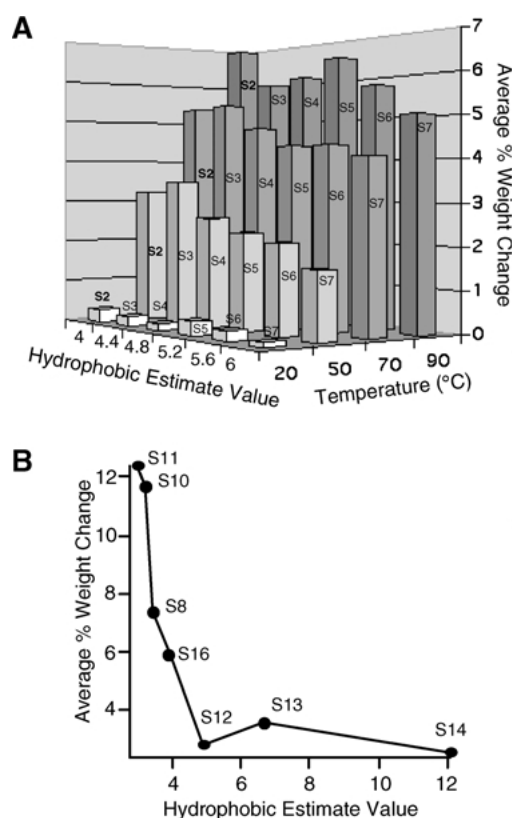 A
S2 S3 S4 S5 S6 S7
S2 S3 S4 S5 S6 S7
S2 S3 S4 S5 S6 S7
S2 S3 S4 S5 S6 S7
7
6
5
4
3
2
1
0
Average % Weight Change
4 4.4 4.8 5.2 5.6 6
Hydrophobic Estimate Value
20 50 70 90
Temperature (°C)
B
Average % Weight Change
12
10
8
6
4
S11
S10
S8
S16
S12
S13
S14
4 6 8 10 12
Hydrophobic Estimate Value